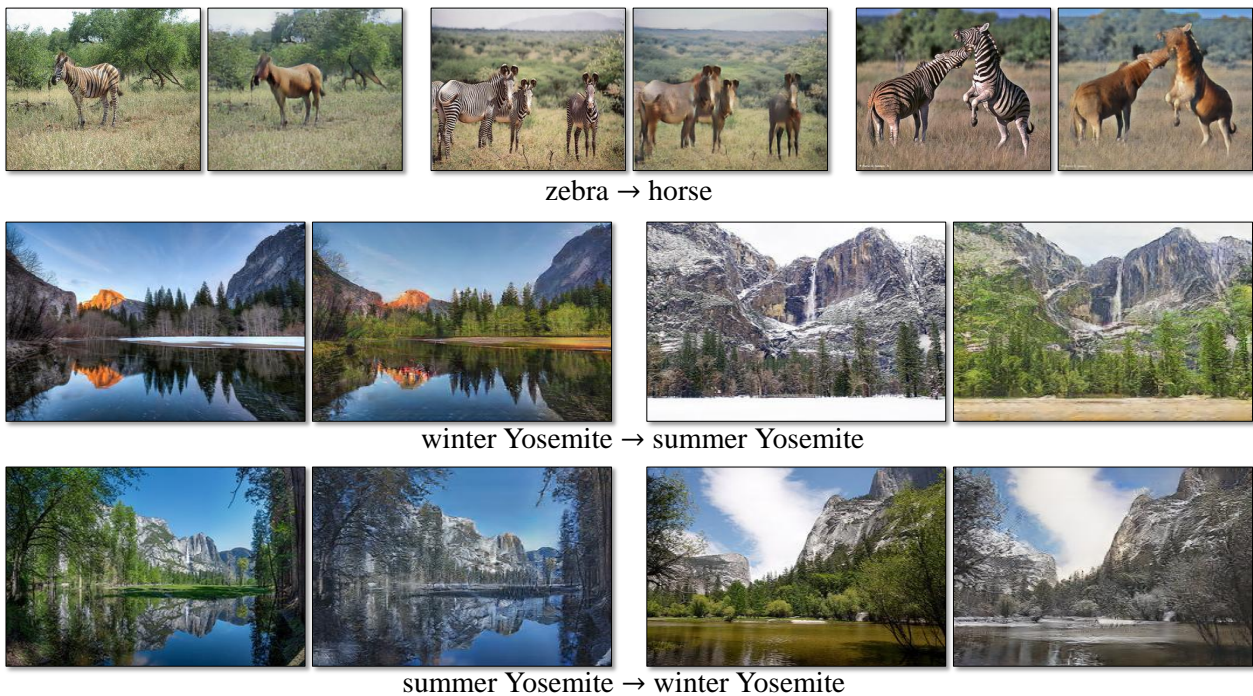 zebra → horse
winter Yosemite → summer Yosemite
summer Yosemite → winter Yosemite